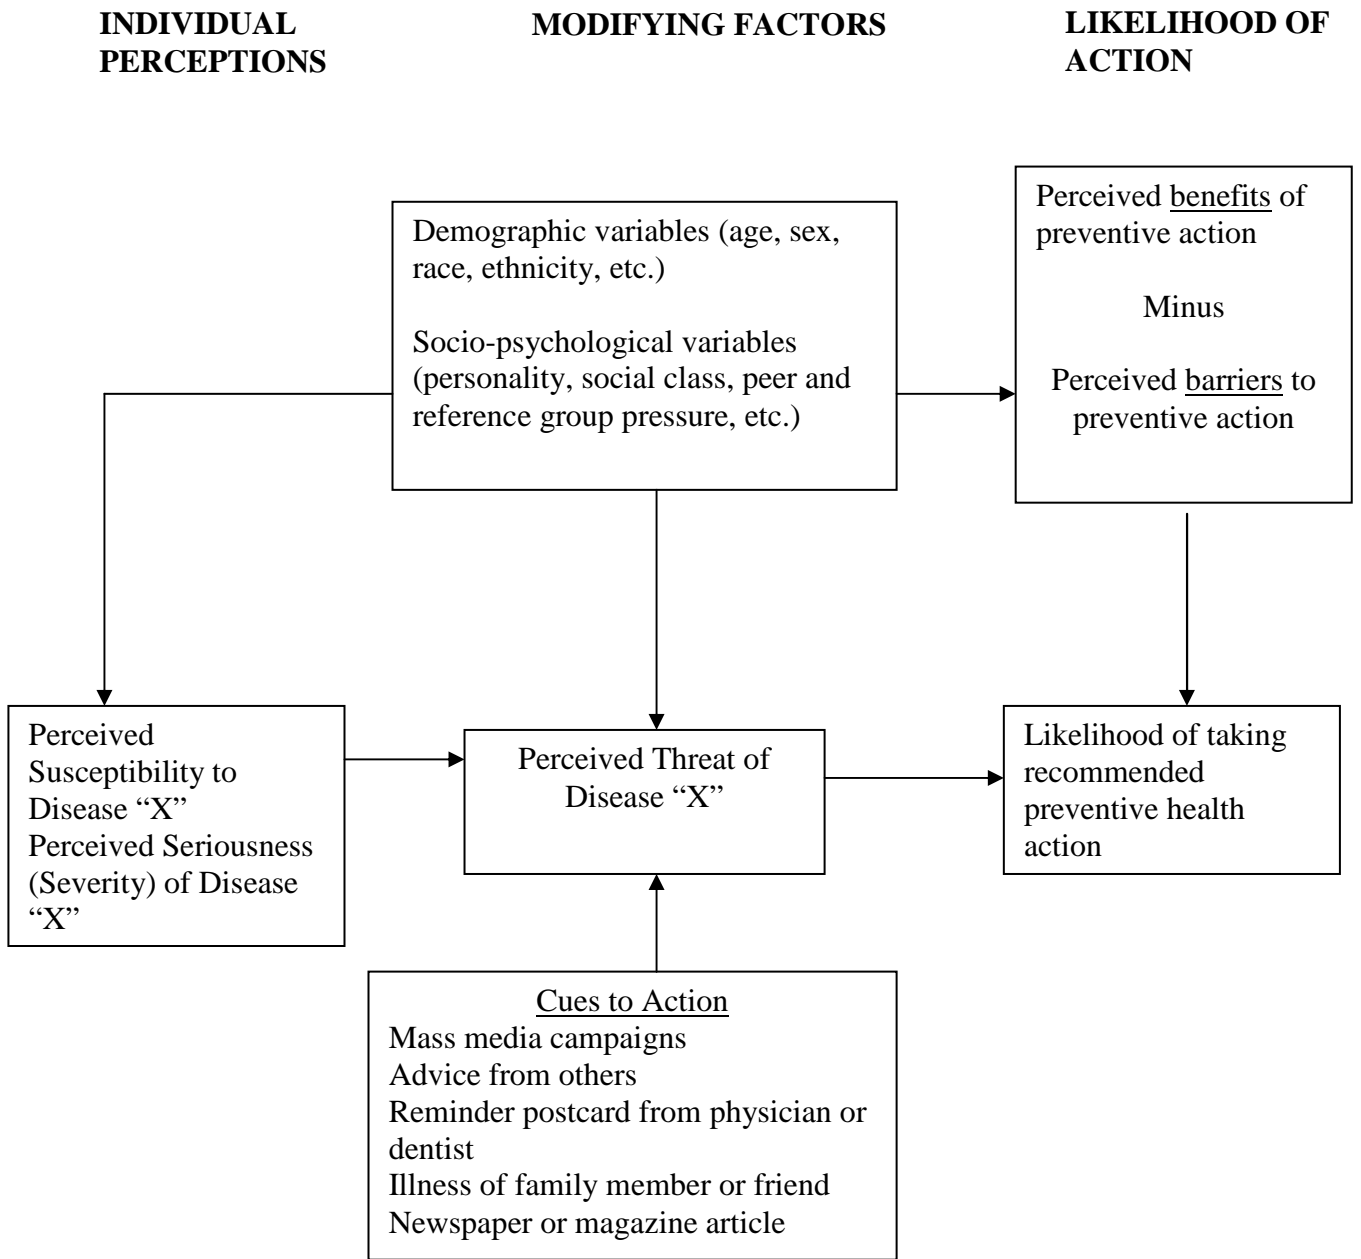 INDIVIDUAL
PERCEPTIONS
MODIFYING FACTORS
LIKELIHOOD OF
ACTION
Demographic variables (age, sex,
race, ethnicity, etc.)
Socio-psychological variables
(personality, social class, peer and
reference group pressure, etc.)
Perceived benefits of
preventive action
Minus
Perceived barriers to
preventive action
Perceived
Susceptibility to
Disease “X”
Perceived Seriousness
(Severity) of Disease
“X”
Perceived Threat of
Disease “X”
Likelihood of taking
recommended
preventive health
action
Cues to Action
Mass media campaigns
Advice from others
Reminder postcard from physician or
dentist
Illness of family member or friend
Newspaper or magazine article